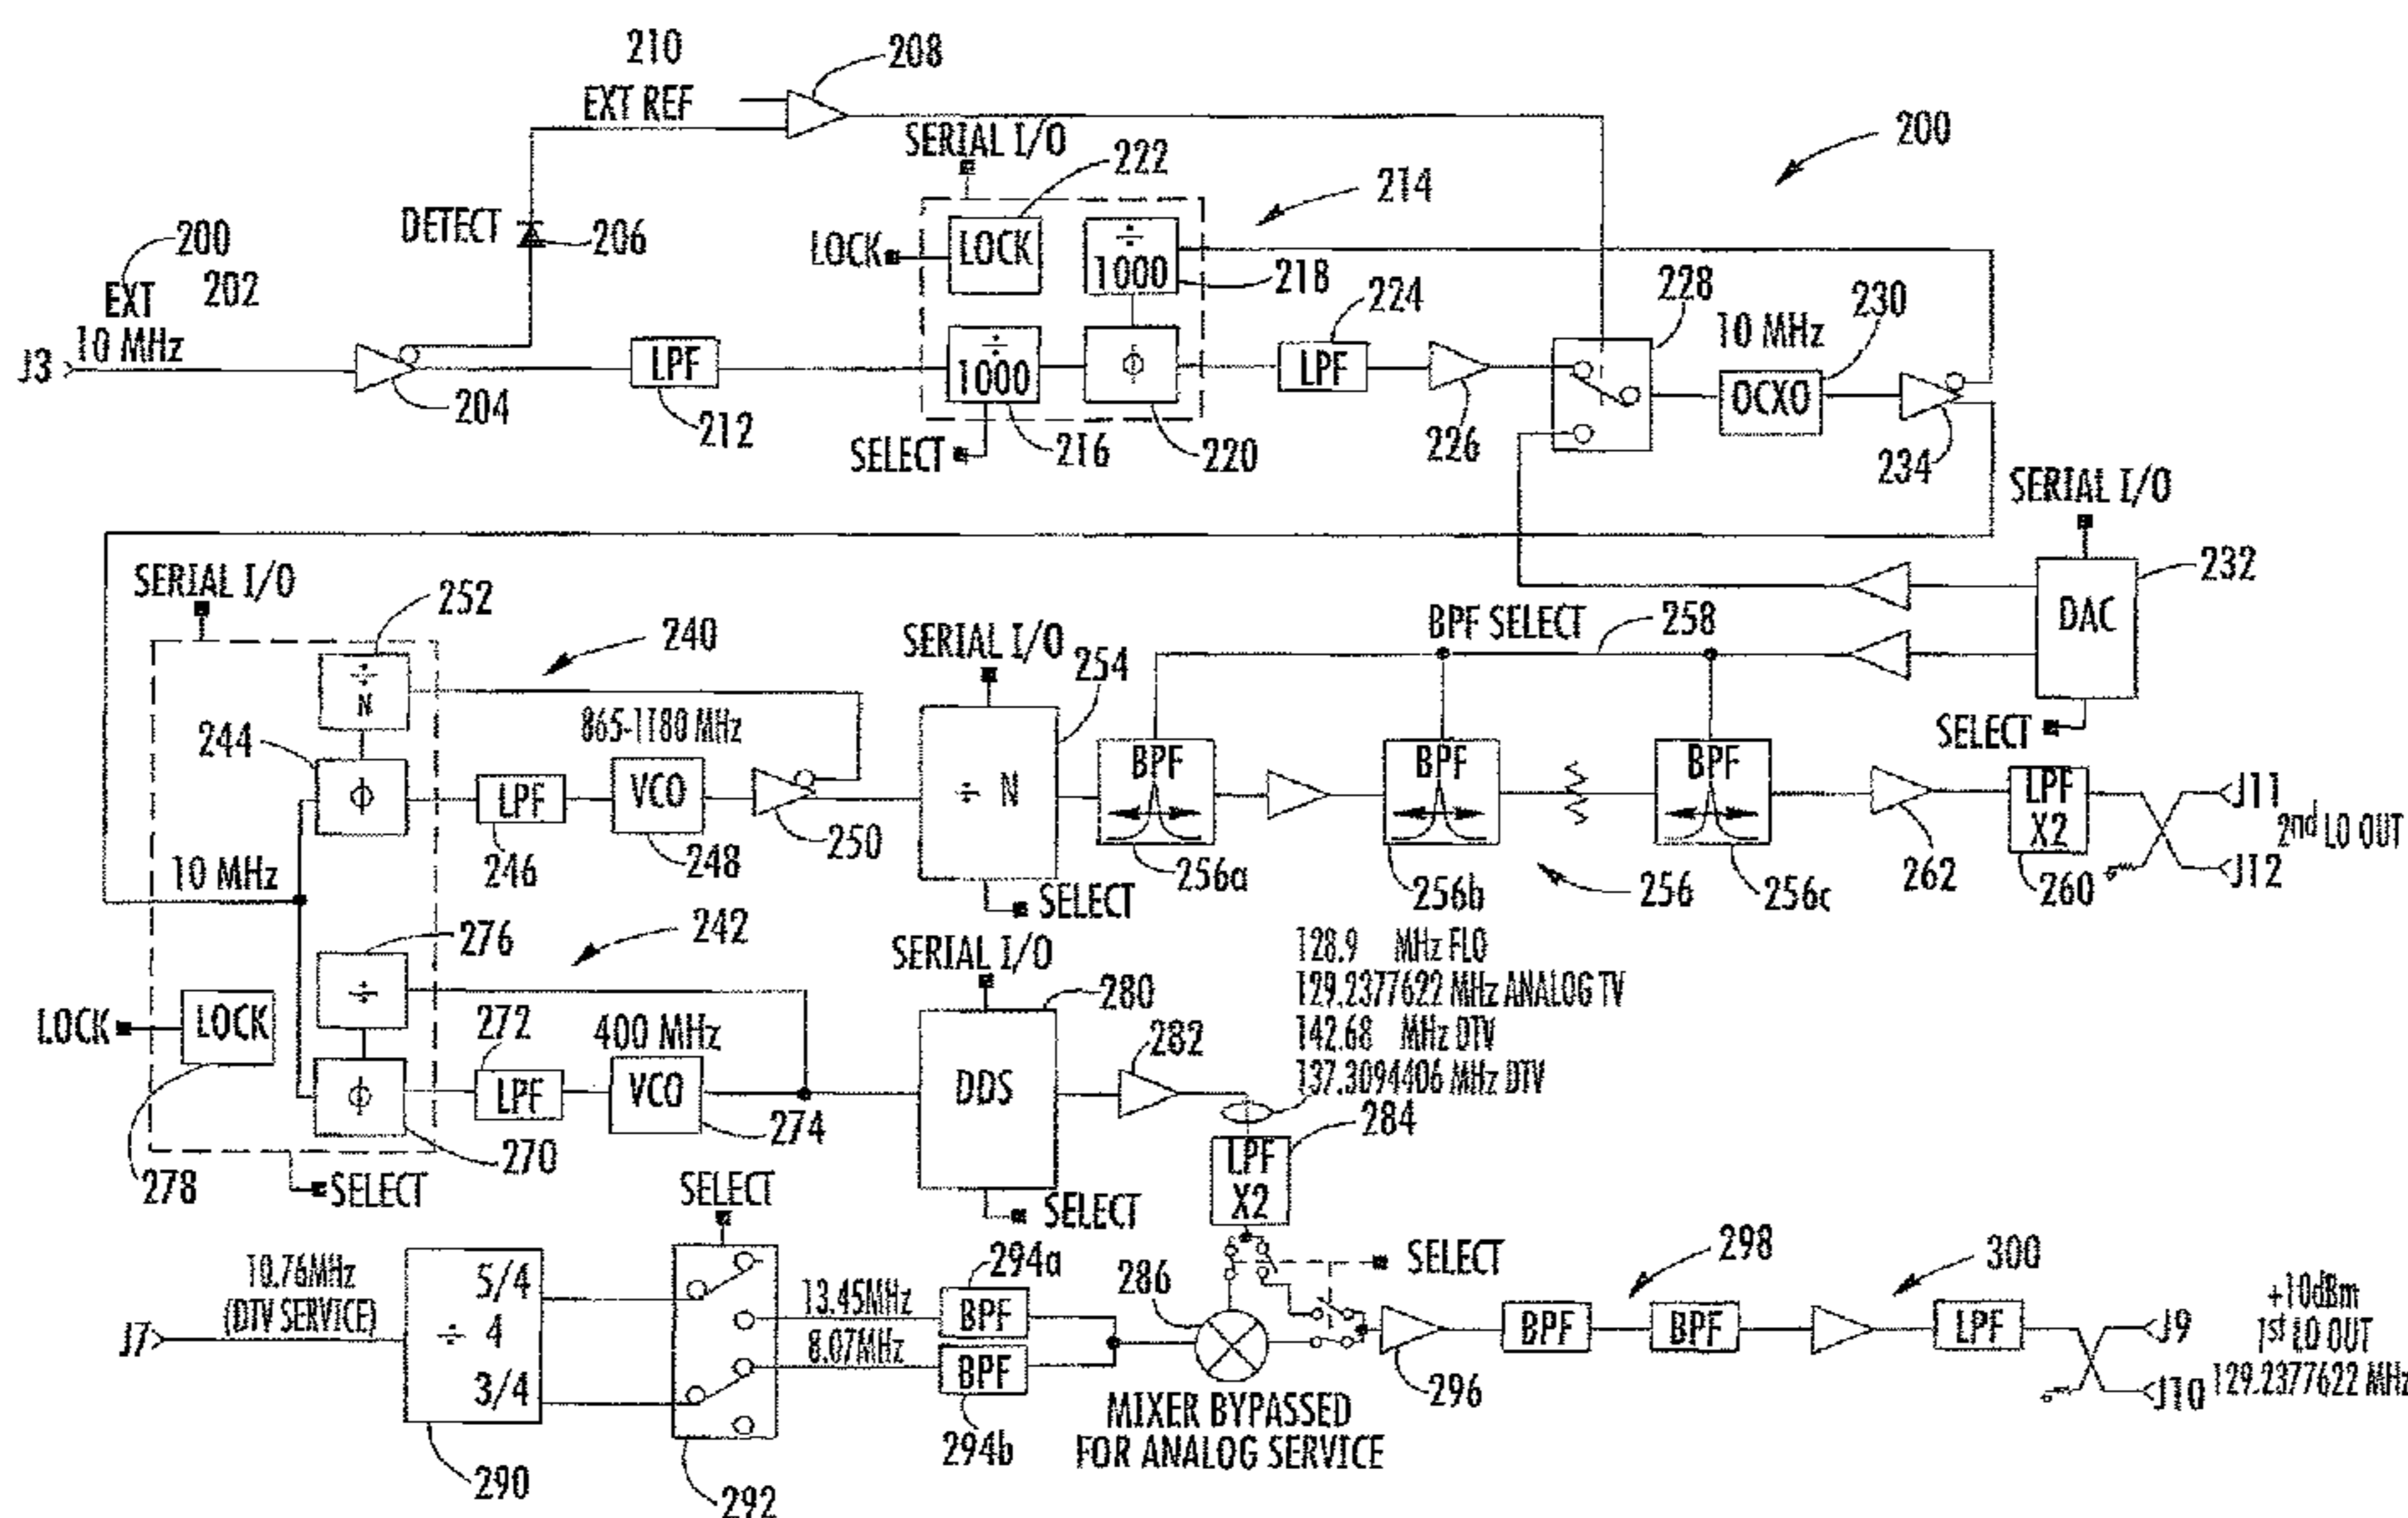 210
EXT REF
208
SERIAL I/O
222
200
214
DETECT
206
LOCK
LOCK
÷
1000
218
200
EXT
202
10 MHz
J3
204
LPF
212
÷
1000
Φ
SELECT
216
220
224
LPF
226
228
10 MHz
230
OCXO
234
SERIAL I/O
232
DAC
SELECT
SERIAL I/O
252
240
÷
N
244
Φ
865-1180 MHz
LPF
246
VCO
248
250
SERIAL I/O
254
÷ N
SELECT
BPF SELECT
258
BPF
256a
BPF
256b
256
BPF
256c
262
LPF
X2
260
J11
2nd LO OUT
J12
10 MHz
276
242
÷
272
400 MHz
LOCK
LOCK
Φ
LPF
VCO
274
278
270
SELECT
SERIAL I/O
280
DDS
282
SELECT
128.9 MHz FLO
129.2377622 MHz ANALOG TV
142.68 MHz DTV
137.3094406 MHz DTV
284
LPF
X2
SELECT
10.76MHz
(DTV SERVICE)
J7
5/4
÷ 4
3/4
290
SELECT
292
13.45MHz
8.07MHz
294a
BPF
BPF
294b
286
MIXER BYPASSED
FOR ANALOG SERVICE
296
298
BPF
BPF
300
LPF
J9
J10
+10dBm
1st LO OUT
129.2377622 MHz